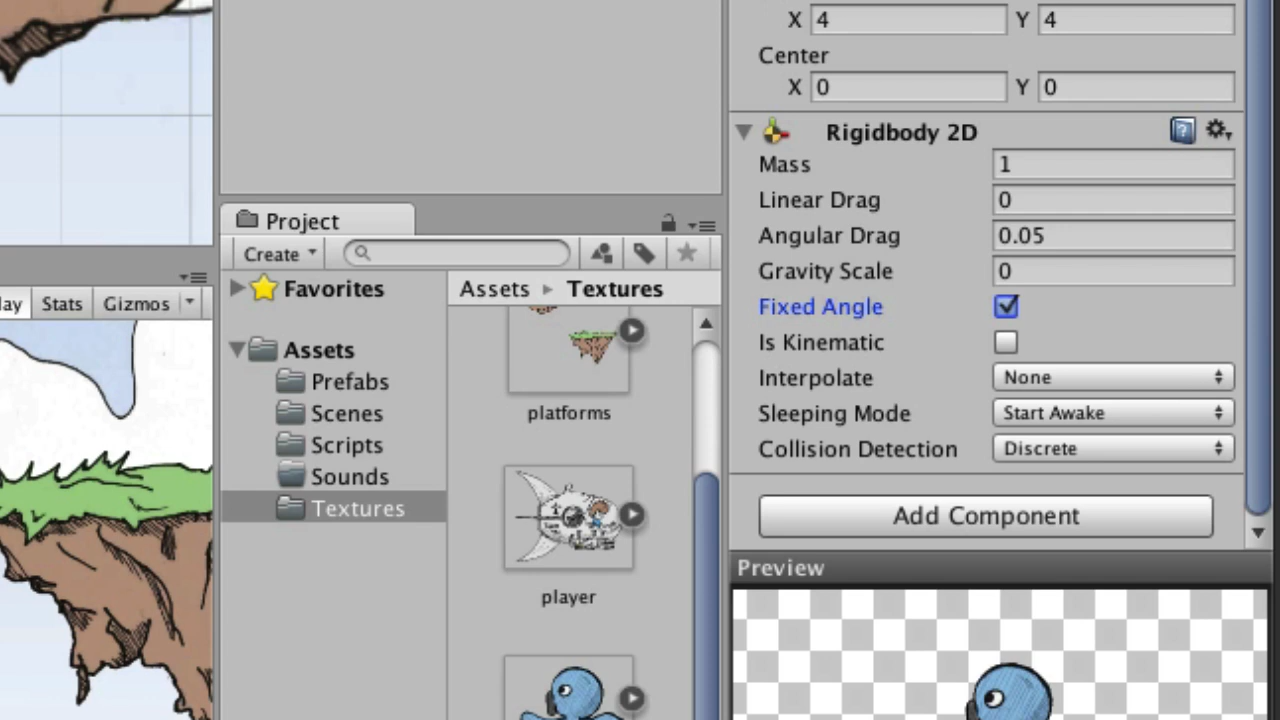 X 4 Y 4
Center
X 0 Y 0
Rigidbody 2D
Mass 1
Linear Drag 0
Angular Drag 0.05
Gravity Scale 0
Fixed Angle
Is Kinematic
Interpolate None
Sleeping Mode Start Awake
Collision Detection Discrete
Add Component
Preview
Project
Create
Favorites
Assets
Prefabs
Scenes
Scripts
Sounds
Textures
Assets Textures
platforms
player
Stats Gizmos